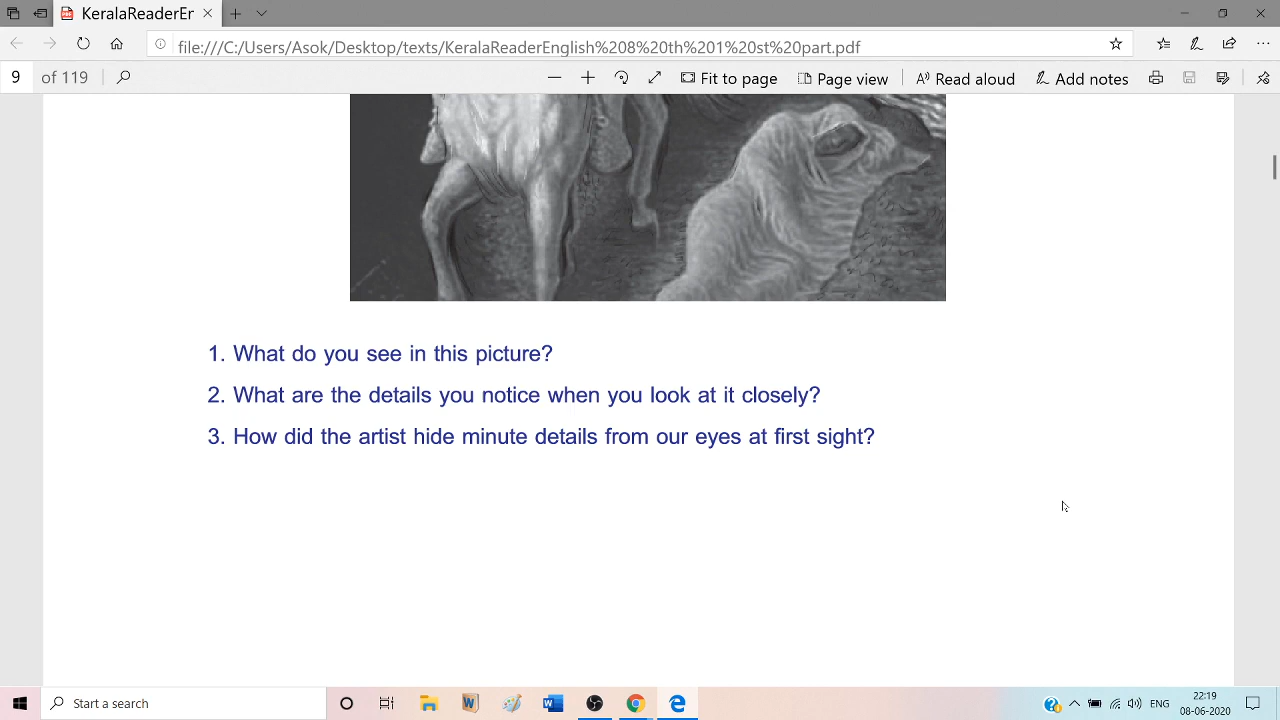 KeralaReaderEr
file:///C:/Users/Asok/Desktop/texts/KeralaReaderEnglish%208%20th%201%20st%20part.pdf
9 of 119 Fit to page Page view Read aloud Add notes
1. What do you see in this picture?
2. What are the details you notice when you look at it closely?
3. How did the artist hide minute details from our eyes at first sight?
Start search ENG 22:19
08-06-2020